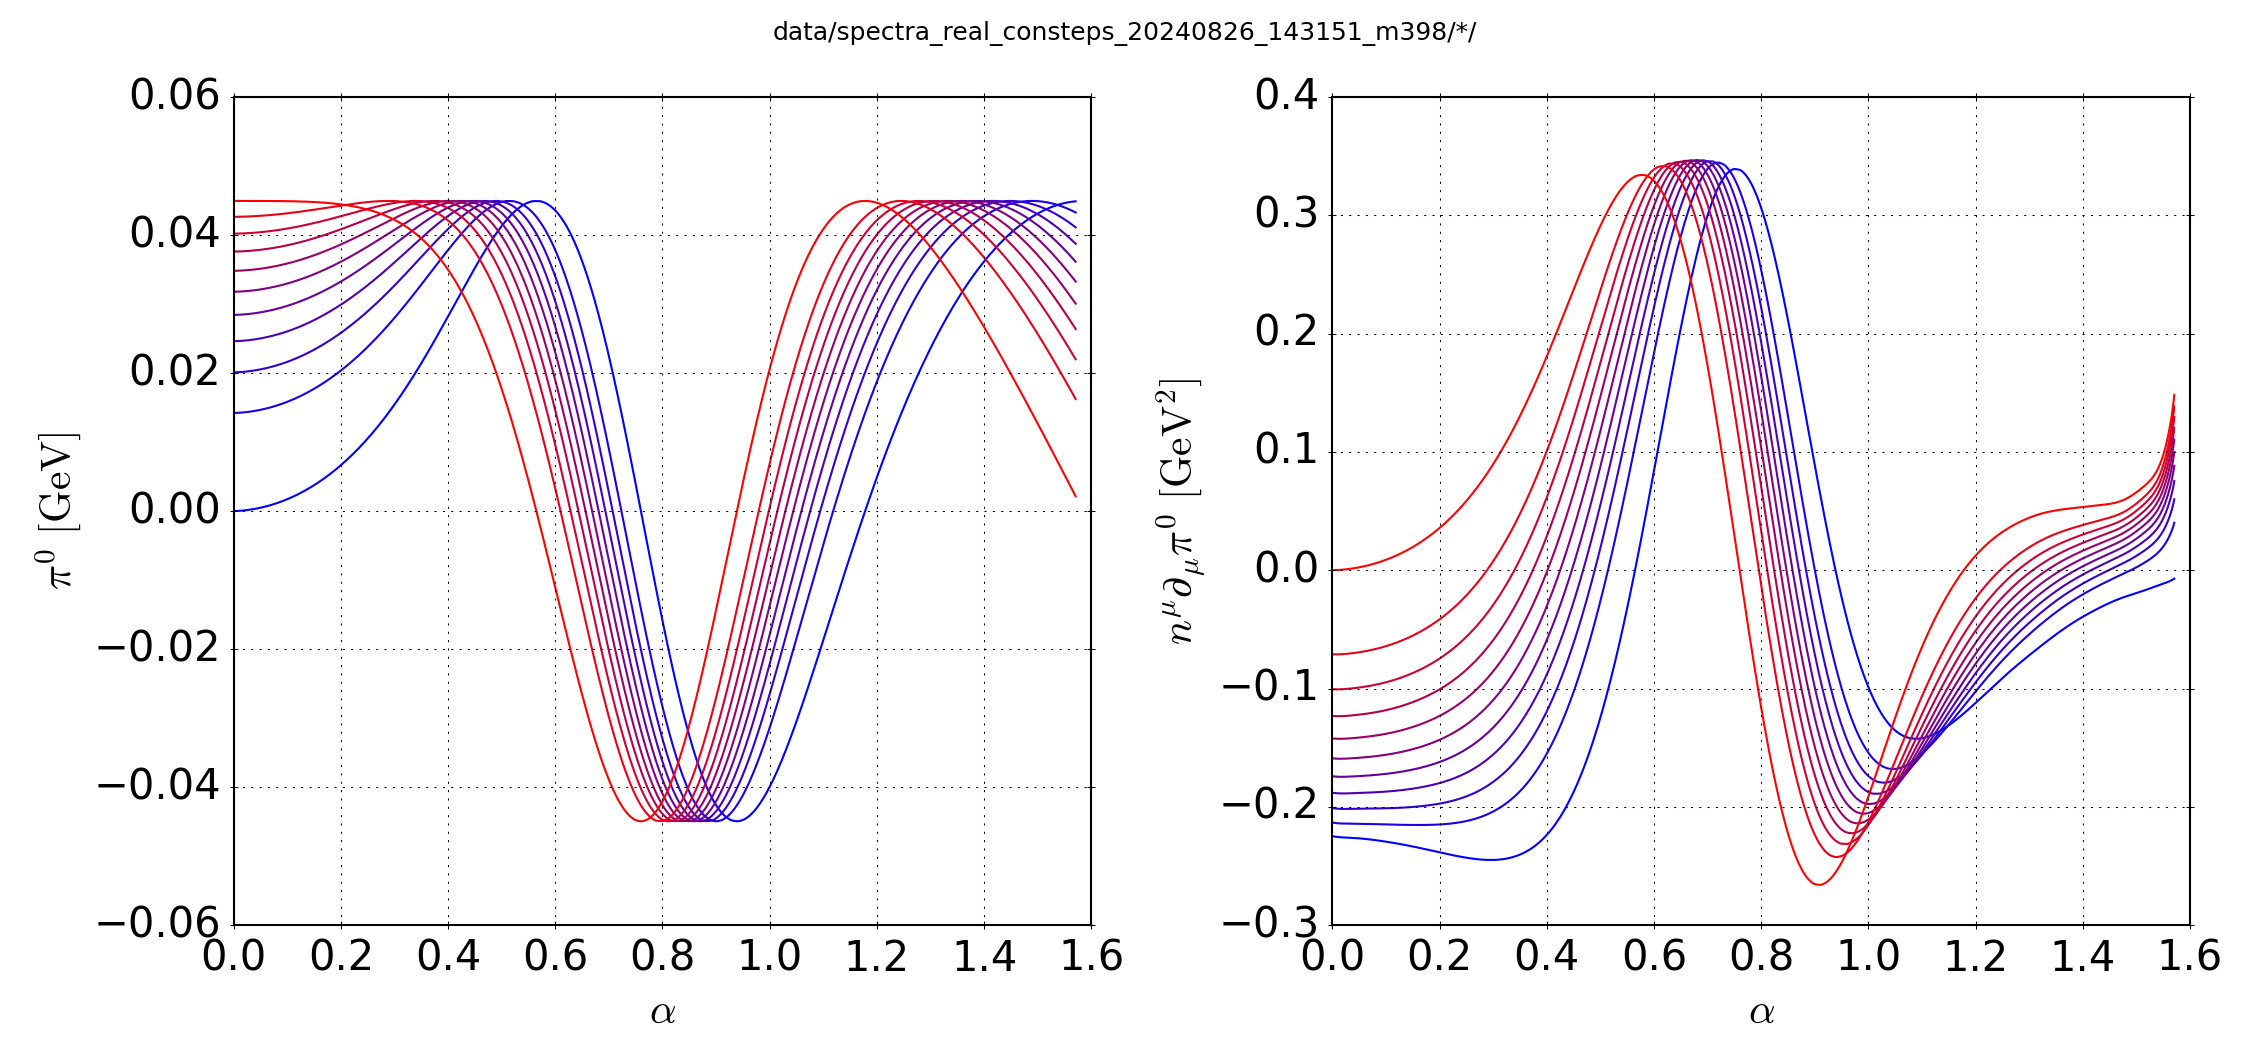 data/spectra_real_consteps_20240826_143151_m398/*/
0.06
0.04
0.02
0.00
−0.02
−0.04
−0.06
π⁰ [GeV]
0.0 0.2 0.4 0.6 0.8 1.0 1.2 1.4 1.6
α
0.4
0.3
0.2
0.1
0.0
−0.1
−0.2
−0.3
n^μ∂_μπ⁰ [GeV²]
0.0 0.2 0.4 0.6 0.8 1.0 1.2 1.4 1.6
α